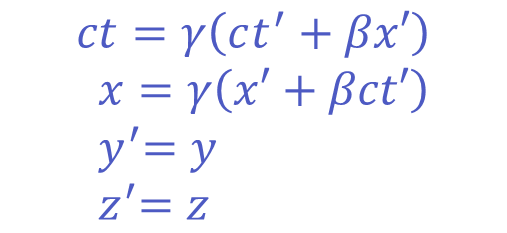 ct = γ(ct′ + βx′)
x = γ(x′ + βct′)
y′= y
z′= z